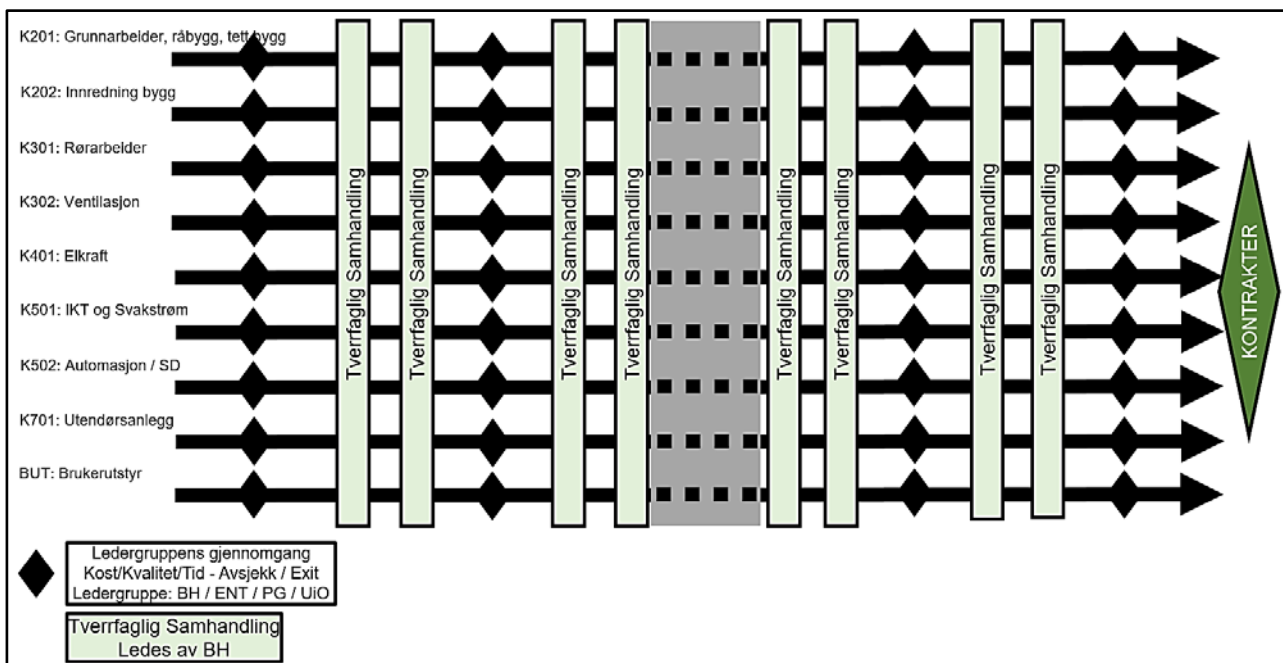 K201: Grunnarbeider, råbygg, tett bygg
K202: Innredning bygg
K301: Rørarbeider
K302: Ventilasjon
K401: Elkraft
K501: IKT og Svakstrøm
K502: Automasjon / SD
K701: Utendørsanlegg
BUT: Brukerutstyr
Tverrfaglig Samhandling
Tverrfaglig Samhandling
Tverrfaglig Samhandling
Tverrfaglig Samhandling
Tverrfaglig Samhandling
Tverrfaglig Samhandling
Tverrfaglig Samhandling
Tverrfaglig Samhandling
KONTRAKTER
Ledergruppens gjennomgang
Kost/Kvalitet/Tid - Avsjekk / Exit
Ledergruppe: BH / ENT / PG / UiO
Tverrfaglig Samhandling
Ledes av BH